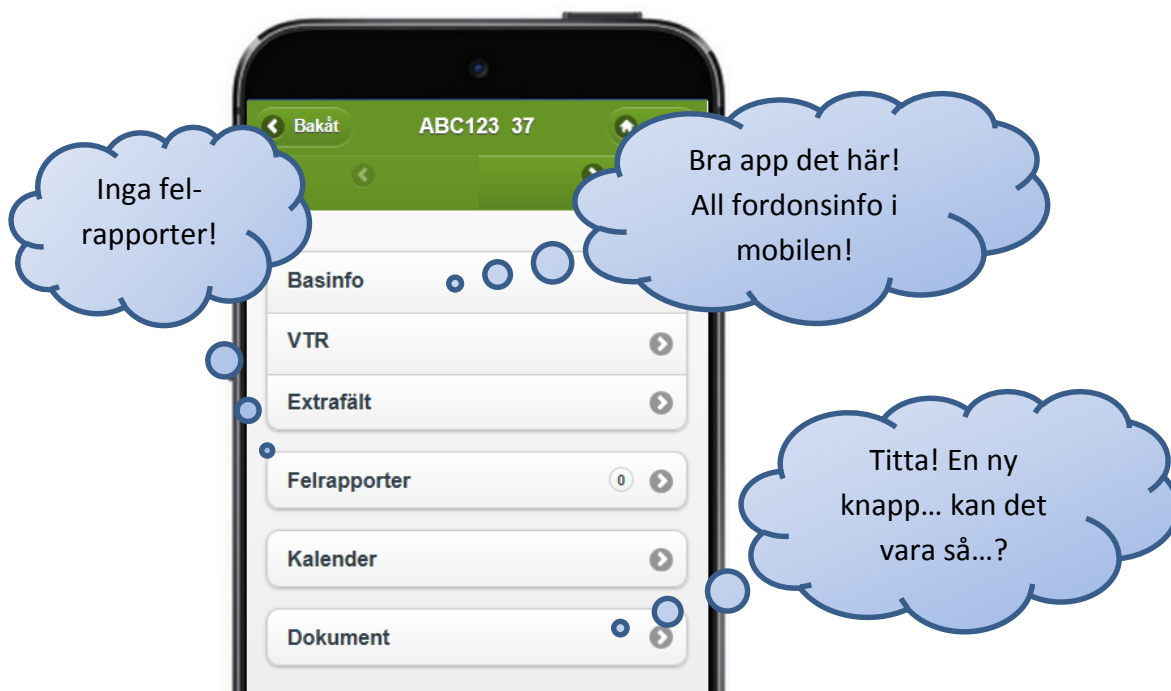 Bakåt
ABC123 37
Inga fel-
rapporter!
Bra app det här!
All fordonsinfo i
mobilen!
Basinfo
VTR
Extrafält
Felrapporter
0
Titta! En ny
knapp... kan det
vara så...?
Kalender
Dokument